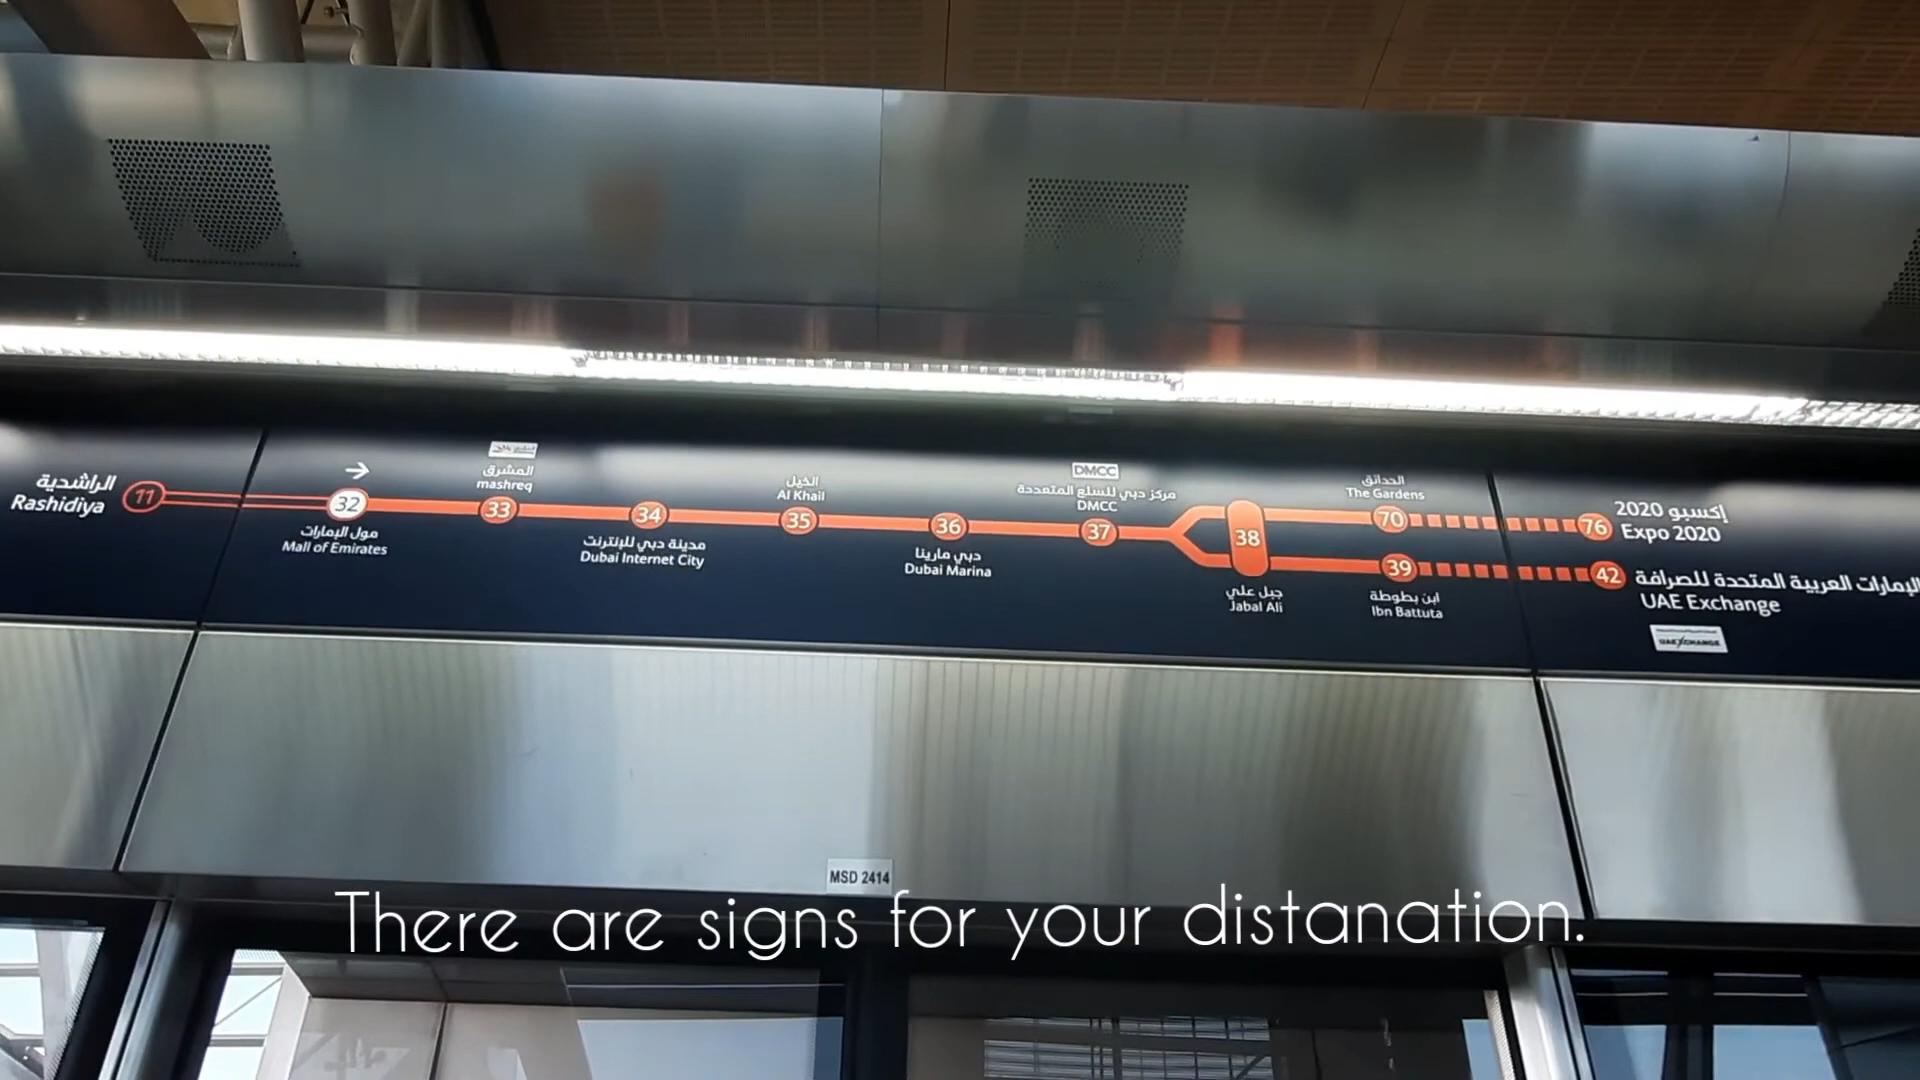 الراشدية
Rashidiya
11
→
32
مول الإمارات
Mall of Emirates
المشرق
mashreq
33
34
مدينة دبي للإنترنت
Dubai Internet City
الخيل
Al Khail
35
36
دبي مارينا
Dubai Marina
DMCC
مركز دبي للسلع المتعددة
DMCC
37
38
جبل علي
Jabal Ali
الحدائق
The Gardens
70
39
ابن بطوطة
Ibn Battuta
76
إكسبو 2020
Expo 2020
42
الإمارات العربية المتحدة للصرافة
UAE Exchange
UAE XCHANGE
MSD 2414
There are signs for your distanation.